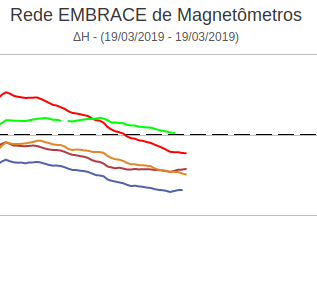 Rede EMBRACE de Magnetômetros
ΔH - (19/03/2019 - 19/03/2019)